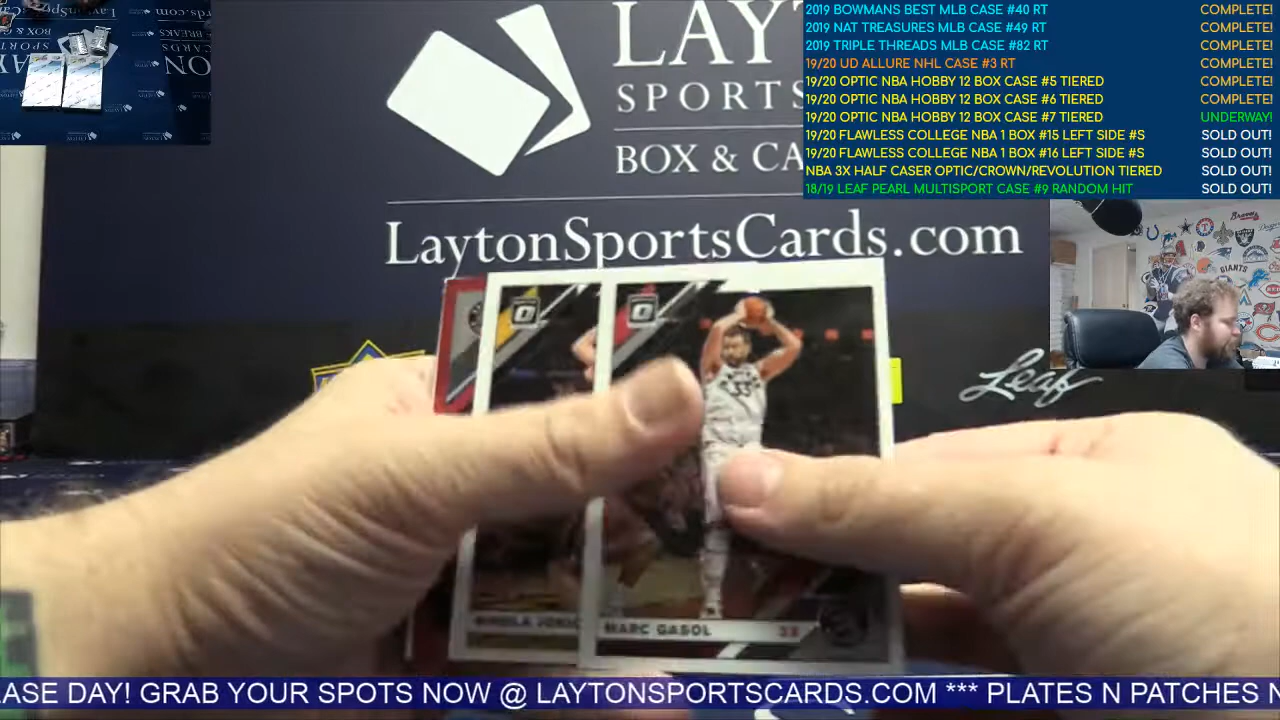 2019 BOWMANS BEST MLB CASE #40 RT COMPLETE!
2019 NAT TREASURES MLB CASE #49 RT COMPLETE!
2019 TRIPLE THREADS MLB CASE #82 RT COMPLETE!
19/20 UD ALLURE NHL CASE #3 RT COMPLETE!
19/20 OPTIC NBA HOBBY 12 BOX CASE #5 TIERED COMPLETE!
19/20 OPTIC NBA HOBBY 12 BOX CASE #6 TIERED COMPLETE!
19/20 OPTIC NBA HOBBY 12 BOX CASE #7 TIERED UNDERWAY!
19/20 FLAWLESS COLLEGE NBA 1 BOX #15 LEFT SIDE #S SOLD OUT!
19/20 FLAWLESS COLLEGE NBA 1 BOX #16 LEFT SIDE #S SOLD OUT!
NBA 3X HALF CASER OPTIC/CROWN/REVOLUTION TIERED SOLD OUT!
18/19 LEAF PEARL MULTISPORT CASE #9 RANDOM HIT SOLD OUT!
LAY
SPORTS
BOX & CA
LaytonSportsCards.com
Braves
GIANTS
Leaf
33
MARC GASOL 33
ASE DAY! GRAB YOUR SPOTS NOW @ LAYTONSPORTSCARDS.COM *** PLATES N PATCHES N